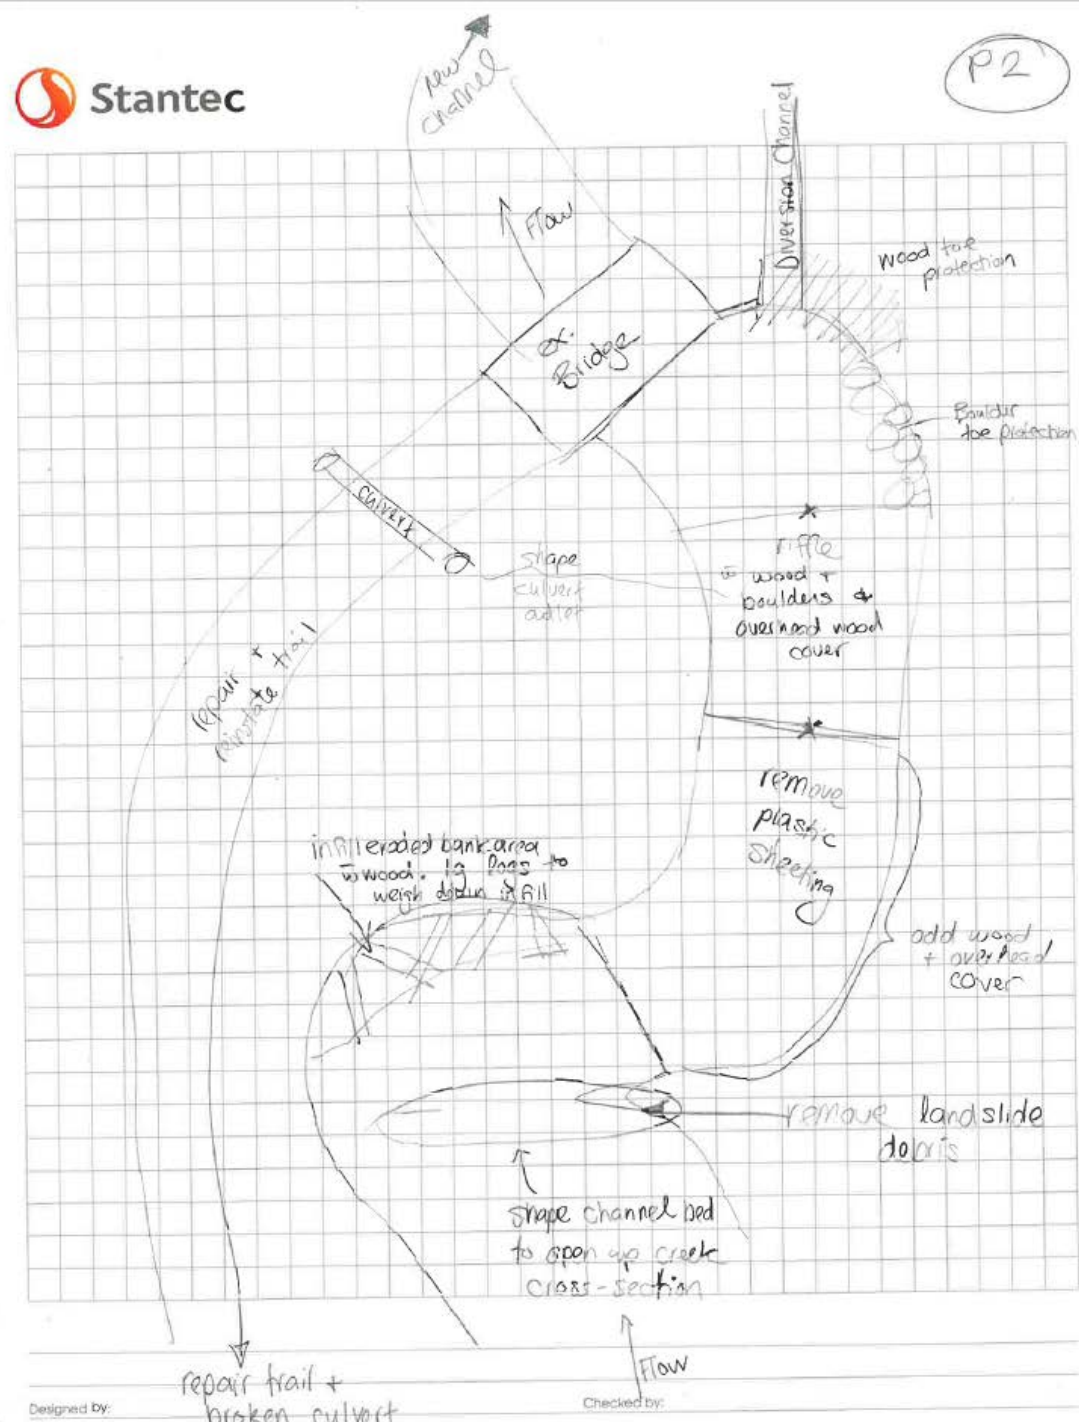 Stantec
P2
new
channel
Flow
Diversion Channel
wood toe
protection
ex.
Bridge
Boulder
toe protection
culvert
shape
culvert
outlet
riffle
w̄ wood +
boulders &
overhead wood
cover
repair +
reinstate trail
remove
plastic
sheeting
infill eroded bank area
w̄ wood. lg logs to
weigh down infill
add wood
+ overhead
cover
remove landslide
debris
shape channel bed
to open up creek
cross-section
Flow
repair trail +
broken culvert
Designed by:
Checked by: